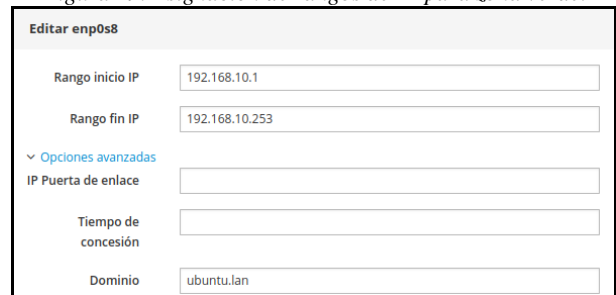 Editar enp0s8
Rango inicio IP 192.168.10.1
Rango fin IP 192.168.10.253
Opciones avanzadas
IP Puerta de enlace
Tiempo de
concesión
Dominio ubuntu.lan